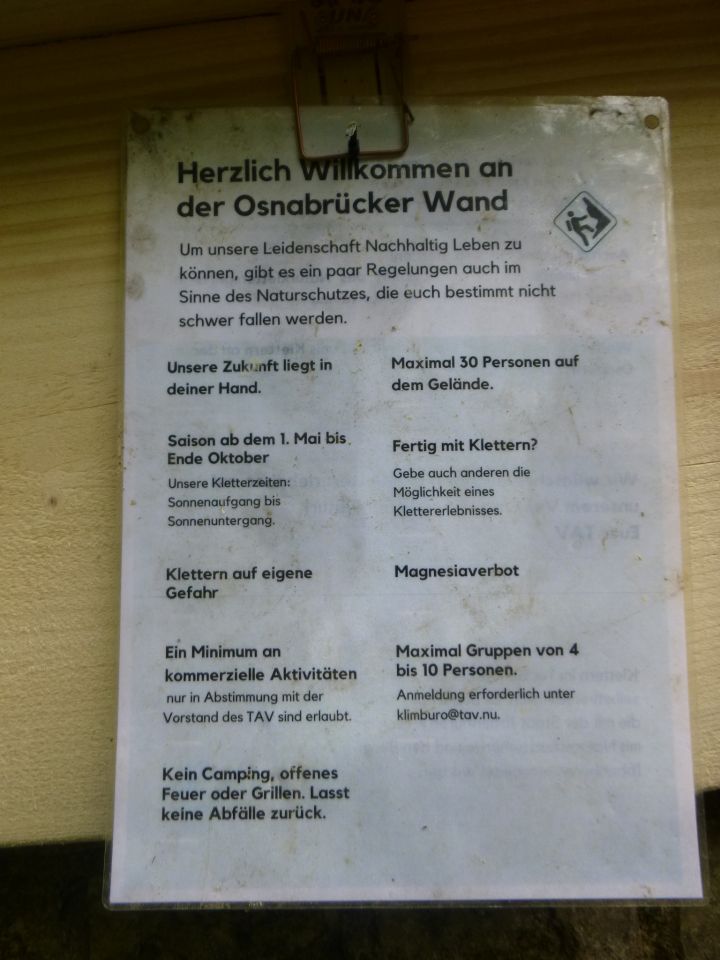 Herzlich Willkommen an
der Osnabrücker Wand
Um unsere Leidenschaft Nachhaltig Leben zu
können, gibt es ein paar Regelungen auch im
Sinne des Naturschutzes, die euch bestimmt nicht
schwer fallen werden.
Unsere Zukunft liegt in
deiner Hand.
Maximal 30 Personen auf
dem Gelände.
Saison ab dem 1. Mai bis
Ende Oktober
Unsere Kletterzeiten:
Sonnenaufgang bis
Sonnenuntergang.
Fertig mit Klettern?
Gebe auch anderen die
Möglichkeit eines
Klettererlebnisses.
Klettern auf eigene
Gefahr
Magnesiaverbot
Ein Minimum an
kommerzielle Aktivitäten
nur in Abstimmung mit der
Vorstand des TAV sind erlaubt.
Maximal Gruppen von 4
bis 10 Personen.
Anmeldung erforderlich unter
klimburo@tav.nu.
Kein Camping, offenes
Feuer oder Grillen. Lasst
keine Abfälle zurück.